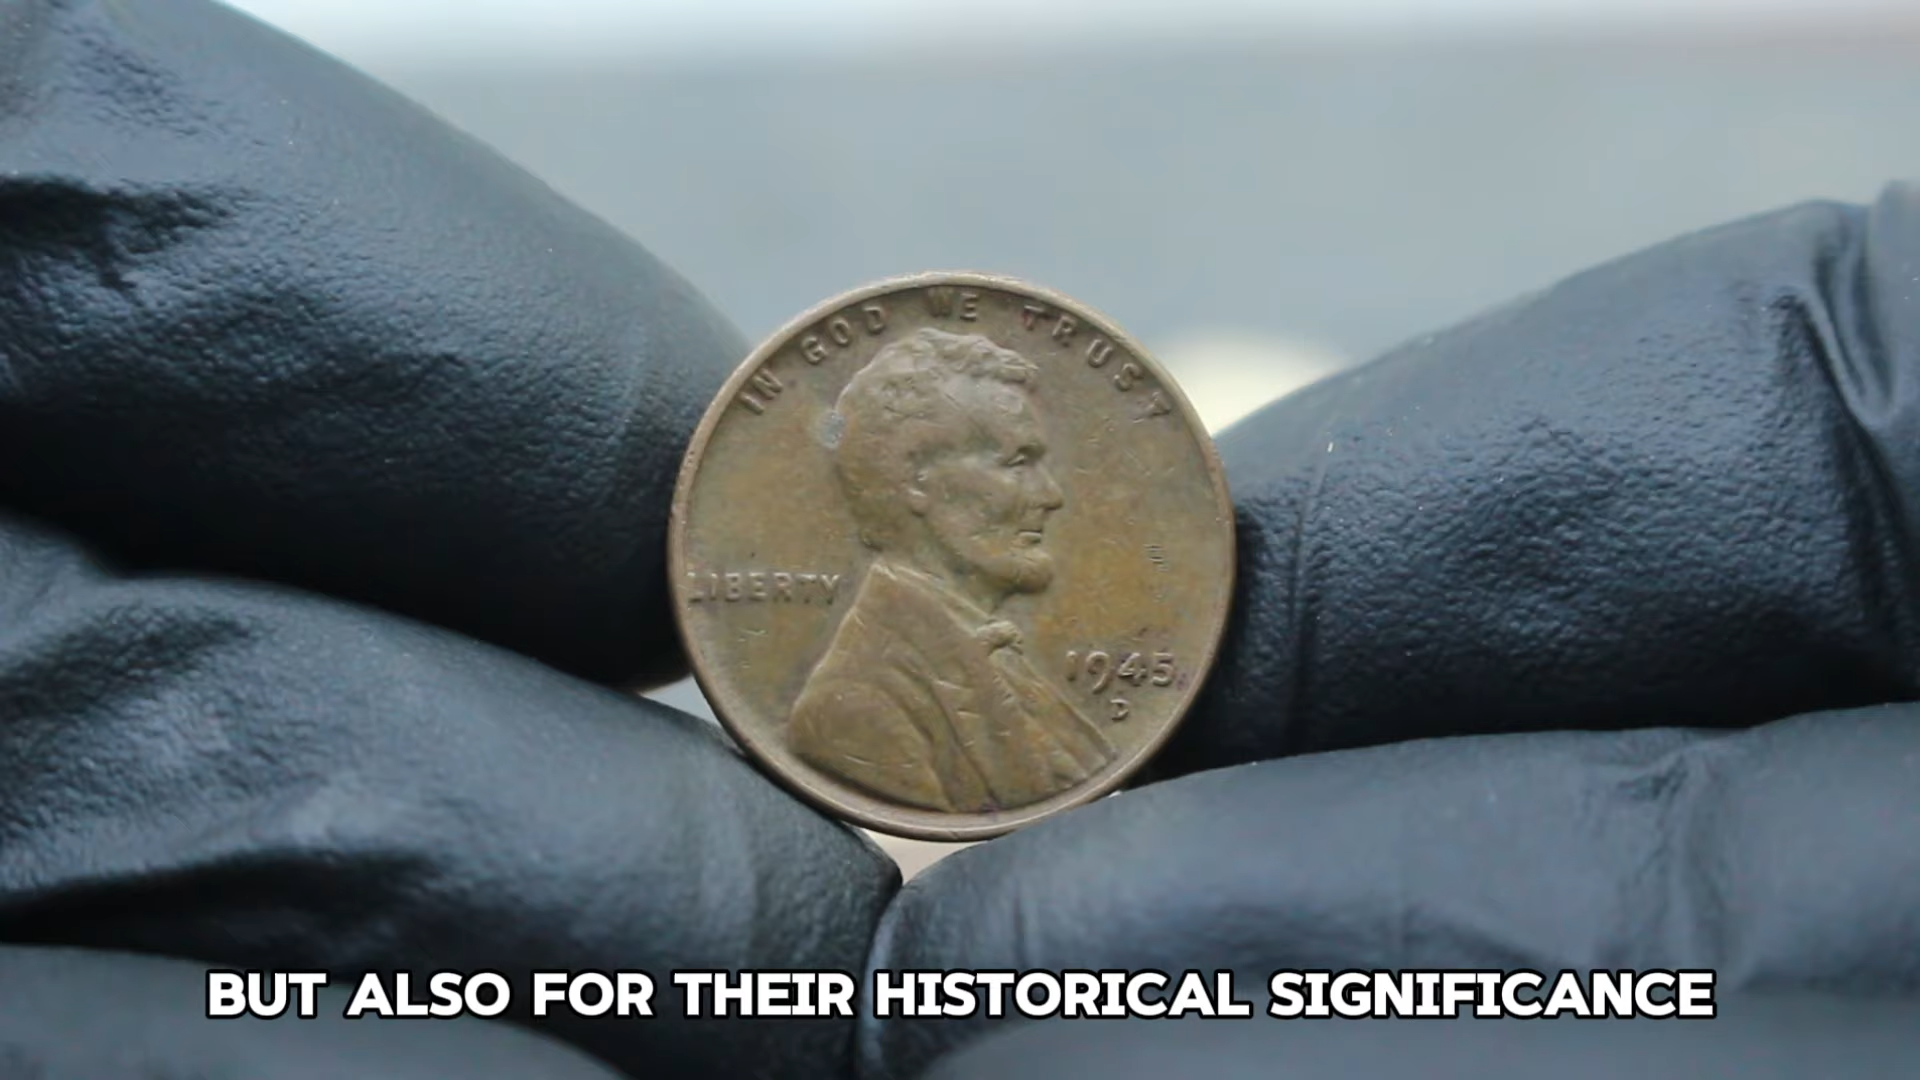 IN GOD WE TRUST
LIBERTY
1945
D
BUT ALSO FOR THEIR HISTORICAL SIGNIFICANCE